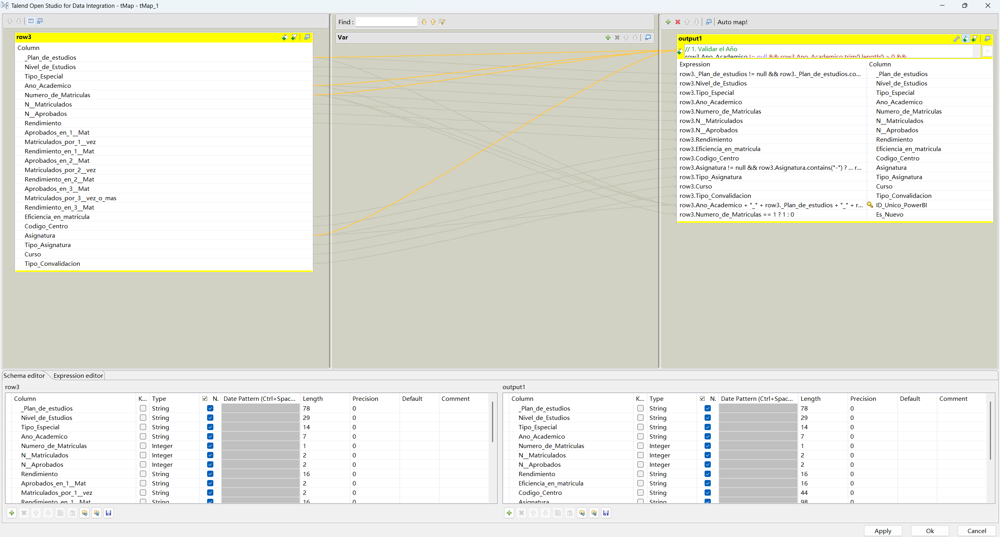 Talend Open Studio for Data Integration - tMap - tMap_1
Find :
Auto map!
row3
Column
_Plan_de_estudios
Nivel_de_Estudios
Tipo_Especial
Ano_Academico
Numero_de_Matriculas
N__Matriculados
N__Aprobados
Rendimiento
Aprobados_en_1__Mat
Matriculados_por_1__vez
Rendimiento_en_1__Mat
Aprobados_en_2__Mat
Matriculados_por_2__vez
Rendimiento_en_2__Mat
Aprobados_en_3__Mat
Matriculados_por_3__vez_o_mas
Rendimiento_en_3__Mat
Eficiencia_en_matricula
Codigo_Centro
Asignatura
Tipo_Asignatura
Curso
Tipo_Convalidacion
Var
output1
// 1. Validar el Año
row3.Ano_Academico != null && row3.Ano_Academico.trim().length() > 0 &&
...
Expression Column
row3._Plan_de_estudios != null && row3._Plan_de_estudios.co... _Plan_de_estudios
row3.Nivel_de_Estudios Nivel_de_Estudios
row3.Tipo_Especial Tipo_Especial
row3.Ano_Academico Ano_Academico
row3.Numero_de_Matriculas Numero_de_Matriculas
row3.N__Matriculados N__Matriculados
row3.N__Aprobados N__Aprobados
row3.Rendimiento Rendimiento
row3.Eficiencia_en_matricula Eficiencia_en_matricula
row3.Codigo_Centro Codigo_Centro
row3.Asignatura != null && row3.Asignatura.contains("-") ? ... r... Asignatura
row3.Tipo_Asignatura Tipo_Asignatura
row3.Curso Curso
row3.Tipo_Convalidacion Tipo_Convalidacion
row3.Ano_Academico + "_" + row3._Plan_de_estudios + "_" + r... ID_Unico_PowerBI
row3.Numero_de_Matriculas == 1 ? 1 : 0 Es_Nuevo
Schema editor Expression editor
row3
Column K... Type N. Date Pattern (Ctrl+Spac... Length Precision Default Comment
_Plan_de_estudios String 78 0
Nivel_de_Estudios String 29 0
Tipo_Especial String 14 0
Ano_Academico String 7 0
Numero_de_Matriculas Integer 1 0
N__Matriculados Integer 2 0
N__Aprobados Integer 2 0
Rendimiento String 16 0
Aprobados_en_1__Mat String 2 0
Matriculados_por_1__vez String 2 0
Rendimiento_en_1__Mat String 16 0
output1
Column K... Type N. Date Pattern (Ctrl+Spac... Length Precision Default Comment
_Plan_de_estudios String 78 0
Nivel_de_Estudios String 29 0
Tipo_Especial String 14 0
Ano_Academico String 7 0
Numero_de_Matriculas Integer 1 0
N__Matriculados Integer 2 0
N__Aprobados Integer 2 0
Rendimiento String 16 0
Eficiencia_en_matricula String 16 0
Codigo_Centro String 44 0
Asignatura String 98 0
Apply Ok Cancel